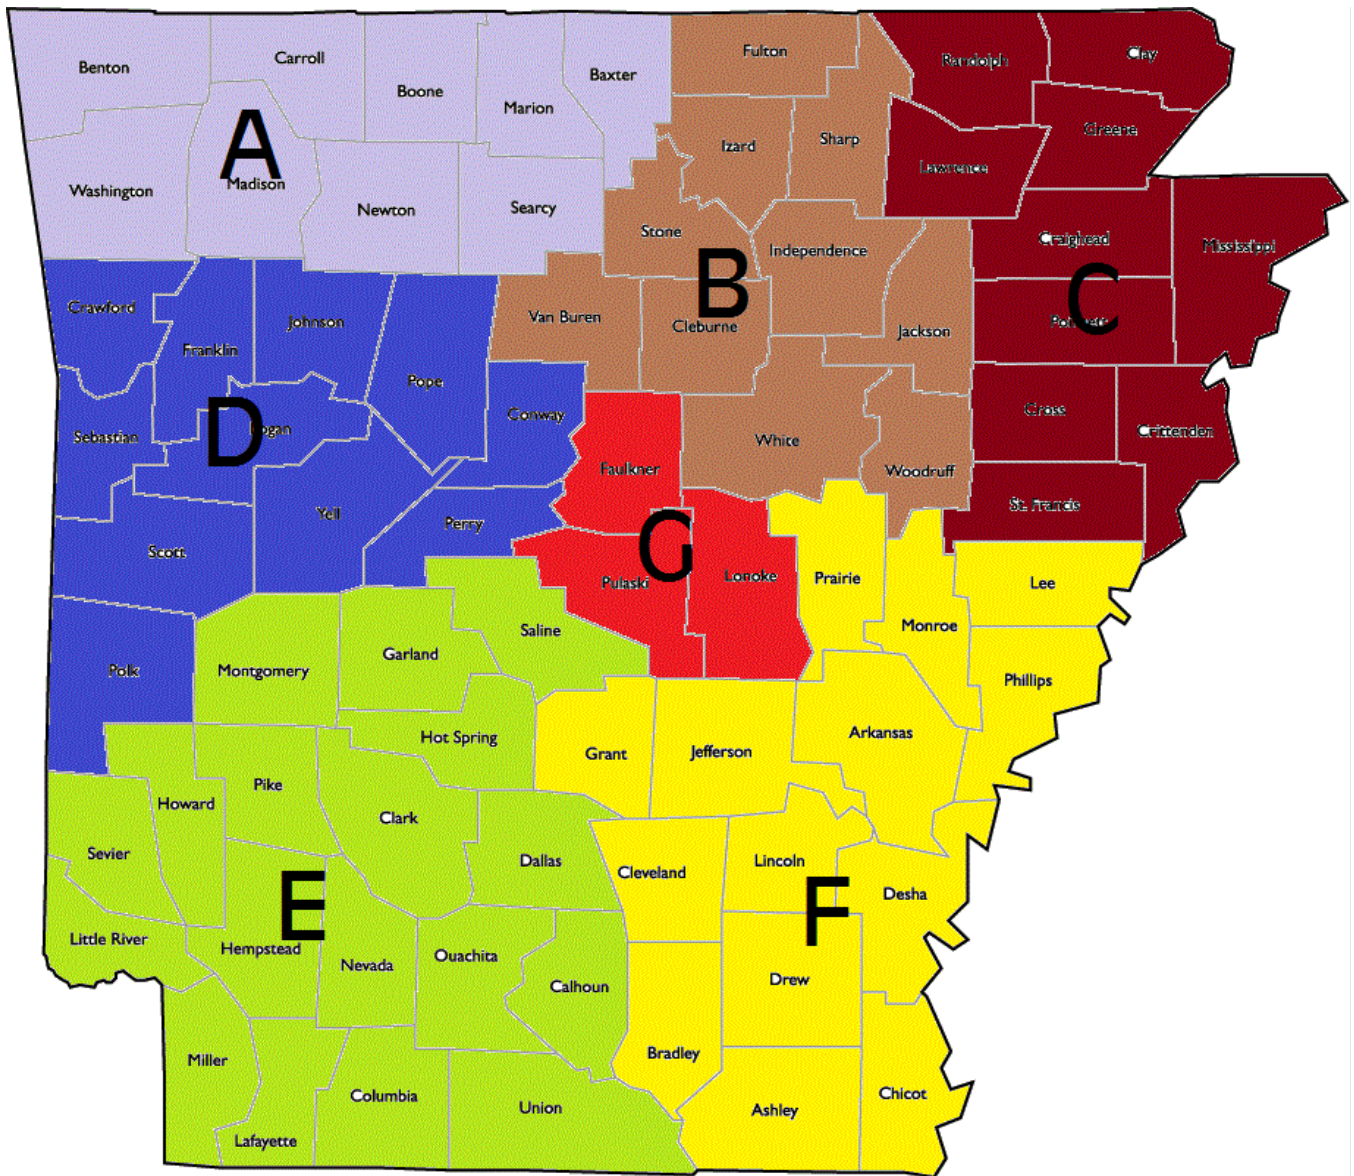 Benton
Carroll
Boone
Marion
Baxter
Fulton
Randolph
Clay
Washington
A
Madison
Newton
Searcy
Izard
Sharp
Lawrence
Greene
Stone
B
Independence
Craighead
Mississippi
C
Crawford
Franklin
Johnson
Pope
Van Buren
Cleburne
Jackson
Sebastian
D
Conway
Faulkner
White
Woodruff
Cross
Crittenden
St. Francis
Scott
Yell
Perry
G
Pulaski
Lonoke
Prairie
Monroe
Lee
Polk
Montgomery
Garland
Saline
Phillips
Hot Spring
Grant
Jefferson
Arkansas
Howard
Pike
Clark
Sevier
Dallas
Cleveland
Lincoln
Desha
E
F
Little River
Hempstead
Nevada
Ouachita
Calhoun
Drew
Miller
Bradley
Lafayette
Columbia
Union
Ashley
Chicot